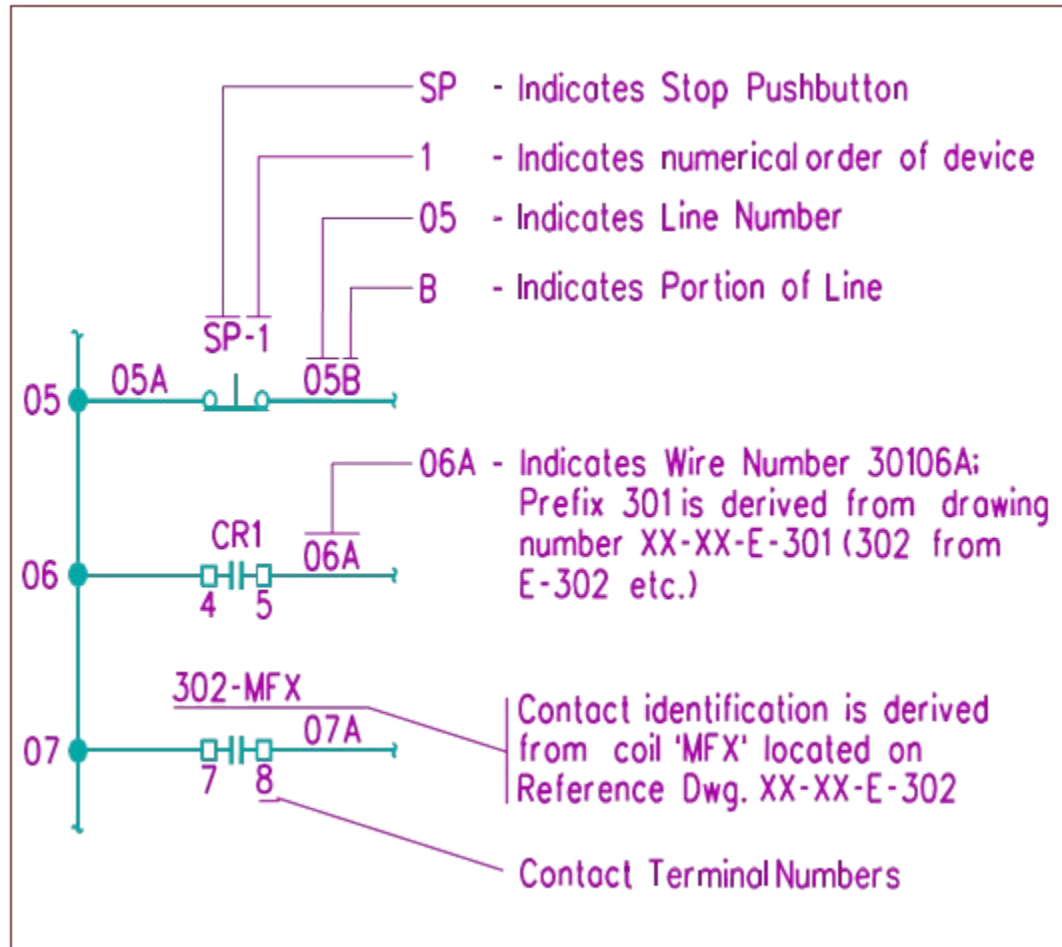 SP - Indicates Stop Pushbutton
1 - Indicates numerical order of device
05 - Indicates Line Number
B - Indicates Portion of Line
SP-1
05 05A 05B
06A - Indicates Wire Number 30106A;
Prefix 301 is derived from drawing
number XX-XX-E-301 (302 from
E-302 etc.)
CR1
06A
06
4 5
302-MFX
07A
07
7 8
Contact identification is derived
from coil 'MFX' located on
Reference Dwg. XX-XX-E-302
Contact Terminal Numbers